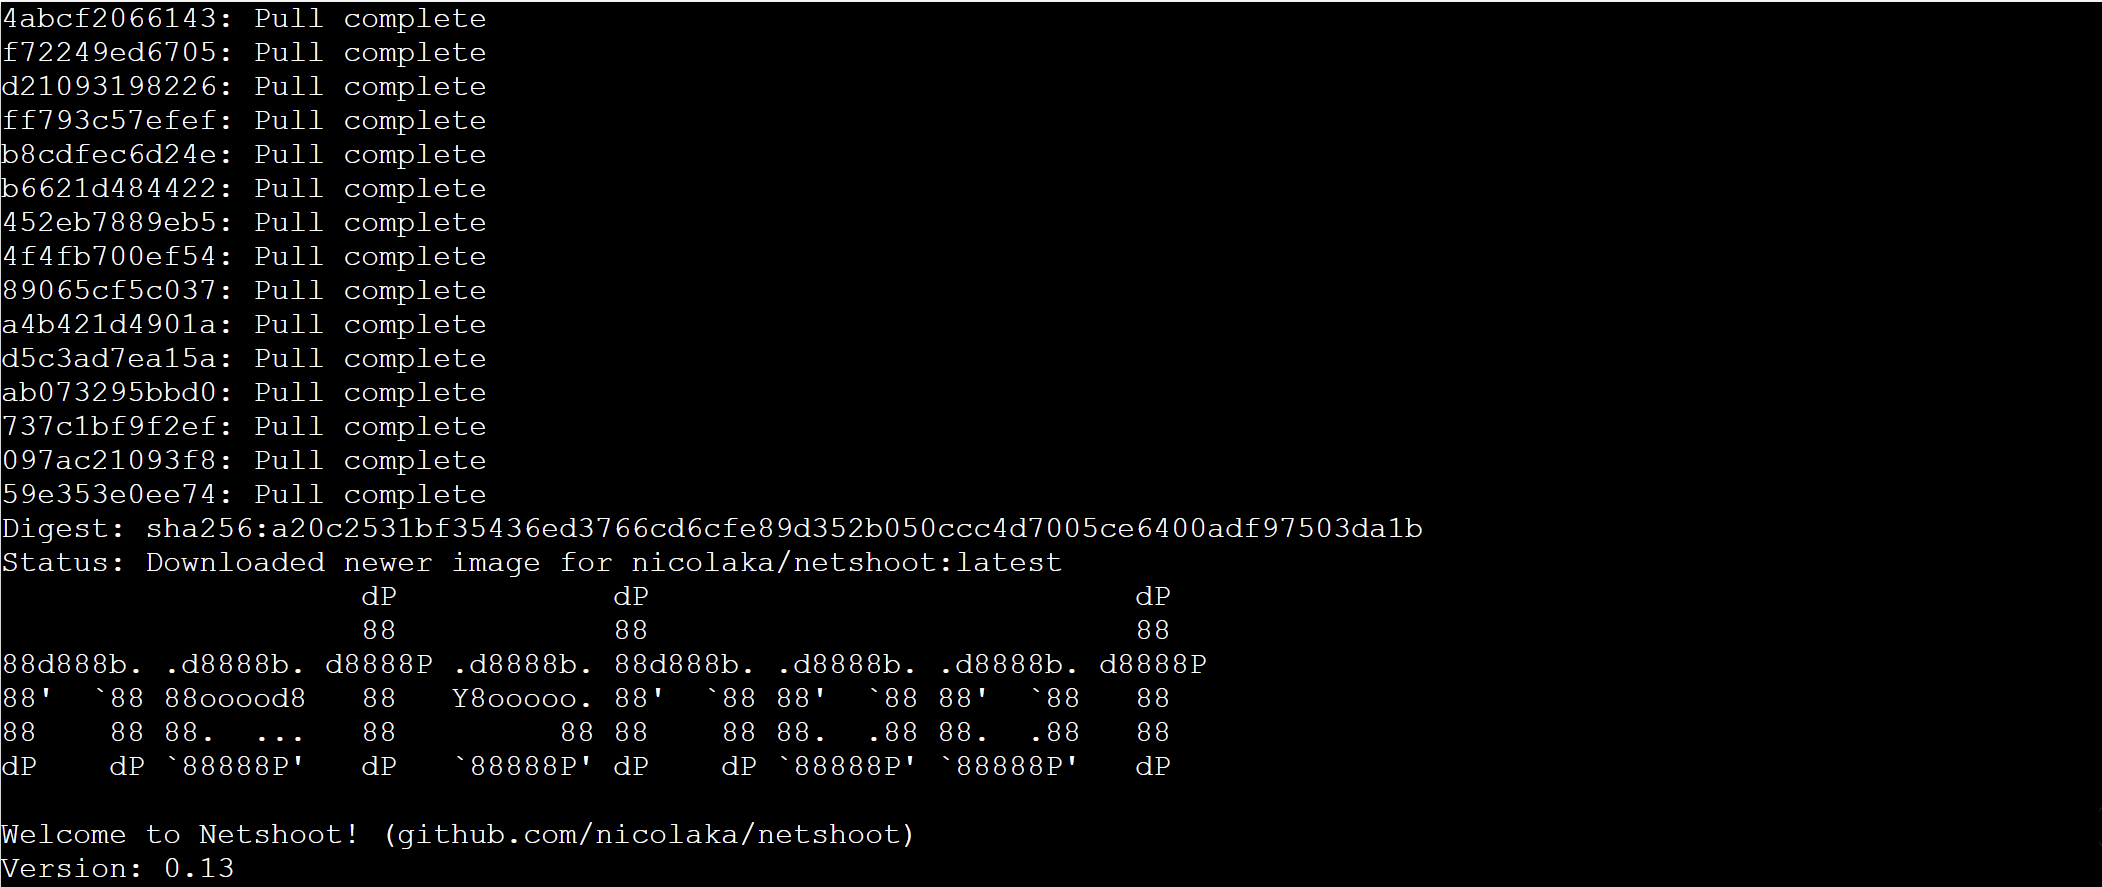 4abcf2066143: Pull complete
f72249ed6705: Pull complete
d21093198226: Pull complete
ff793c57efef: Pull complete
b8cdfec6d24e: Pull complete
b6621d484422: Pull complete
452eb7889eb5: Pull complete
4f4fb700ef54: Pull complete
89065cf5c037: Pull complete
a4b421d4901a: Pull complete
d5c3ad7ea15a: Pull complete
ab073295bbd0: Pull complete
737c1bf9f2ef: Pull complete
097ac21093f8: Pull complete
59e353e0ee74: Pull complete
Digest: sha256:a20c2531bf35436ed3766cd6cfe89d352b050ccc4d7005ce6400adf97503da1b
Status: Downloaded newer image for nicolaka/netshoot:latest
                    dP            dP                           dP
                    88            88                           88
88d888b. .d8888b. d8888P .d8888b. 88d888b. .d8888b. .d8888b. d8888P
88'  `88 88ooood8   88   Y8ooooo. 88'  `88 88'  `88 88'  `88   88
88    88 88.  ...   88         88 88    88 88.  .88 88.  .88   88
dP    dP `88888P'   dP   `88888P' dP    dP `88888P' `88888P'   dP

Welcome to Netshoot! (github.com/nicolaka/netshoot)
Version: 0.13